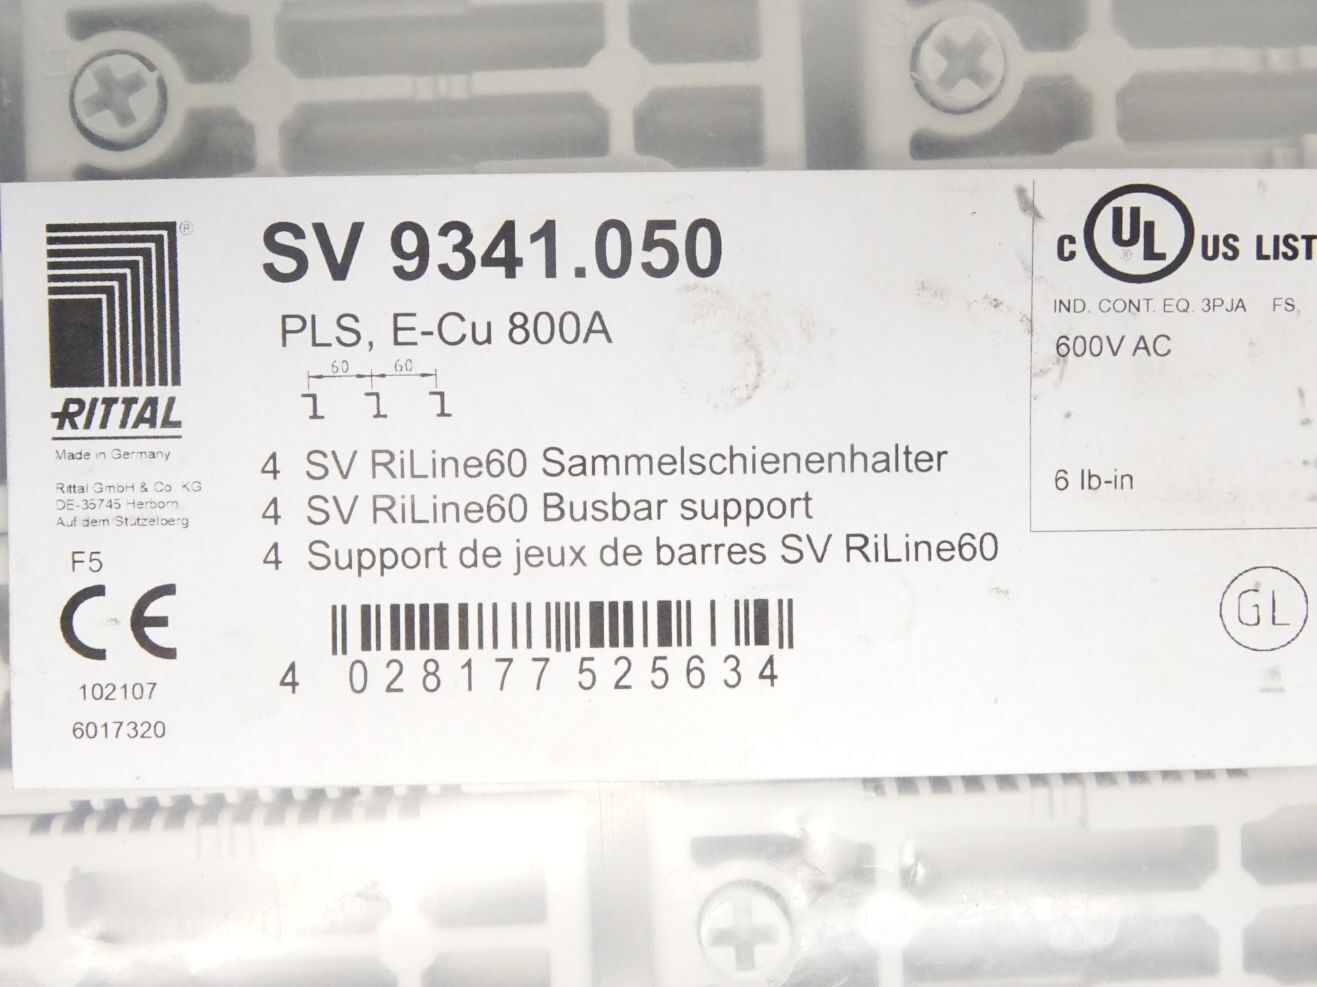 ®
RITTAL
Made in Germany
Rittal GmbH & Co. KG
DE-35745 Herborn
Auf dem Stützelberg
F5
CE
102107
6017320
SV 9341.050
PLS, E-Cu 800A
60 60
1 1 1
4 SV RiLine60 Sammelschienenhalter
4 SV RiLine60 Busbar support
4 Support de jeux de barres SV RiLine60
4 028177 525634
C UL ® US LIST
IND. CONT. EQ. 3PJA FS,
600V AC
6 lb-in
GL